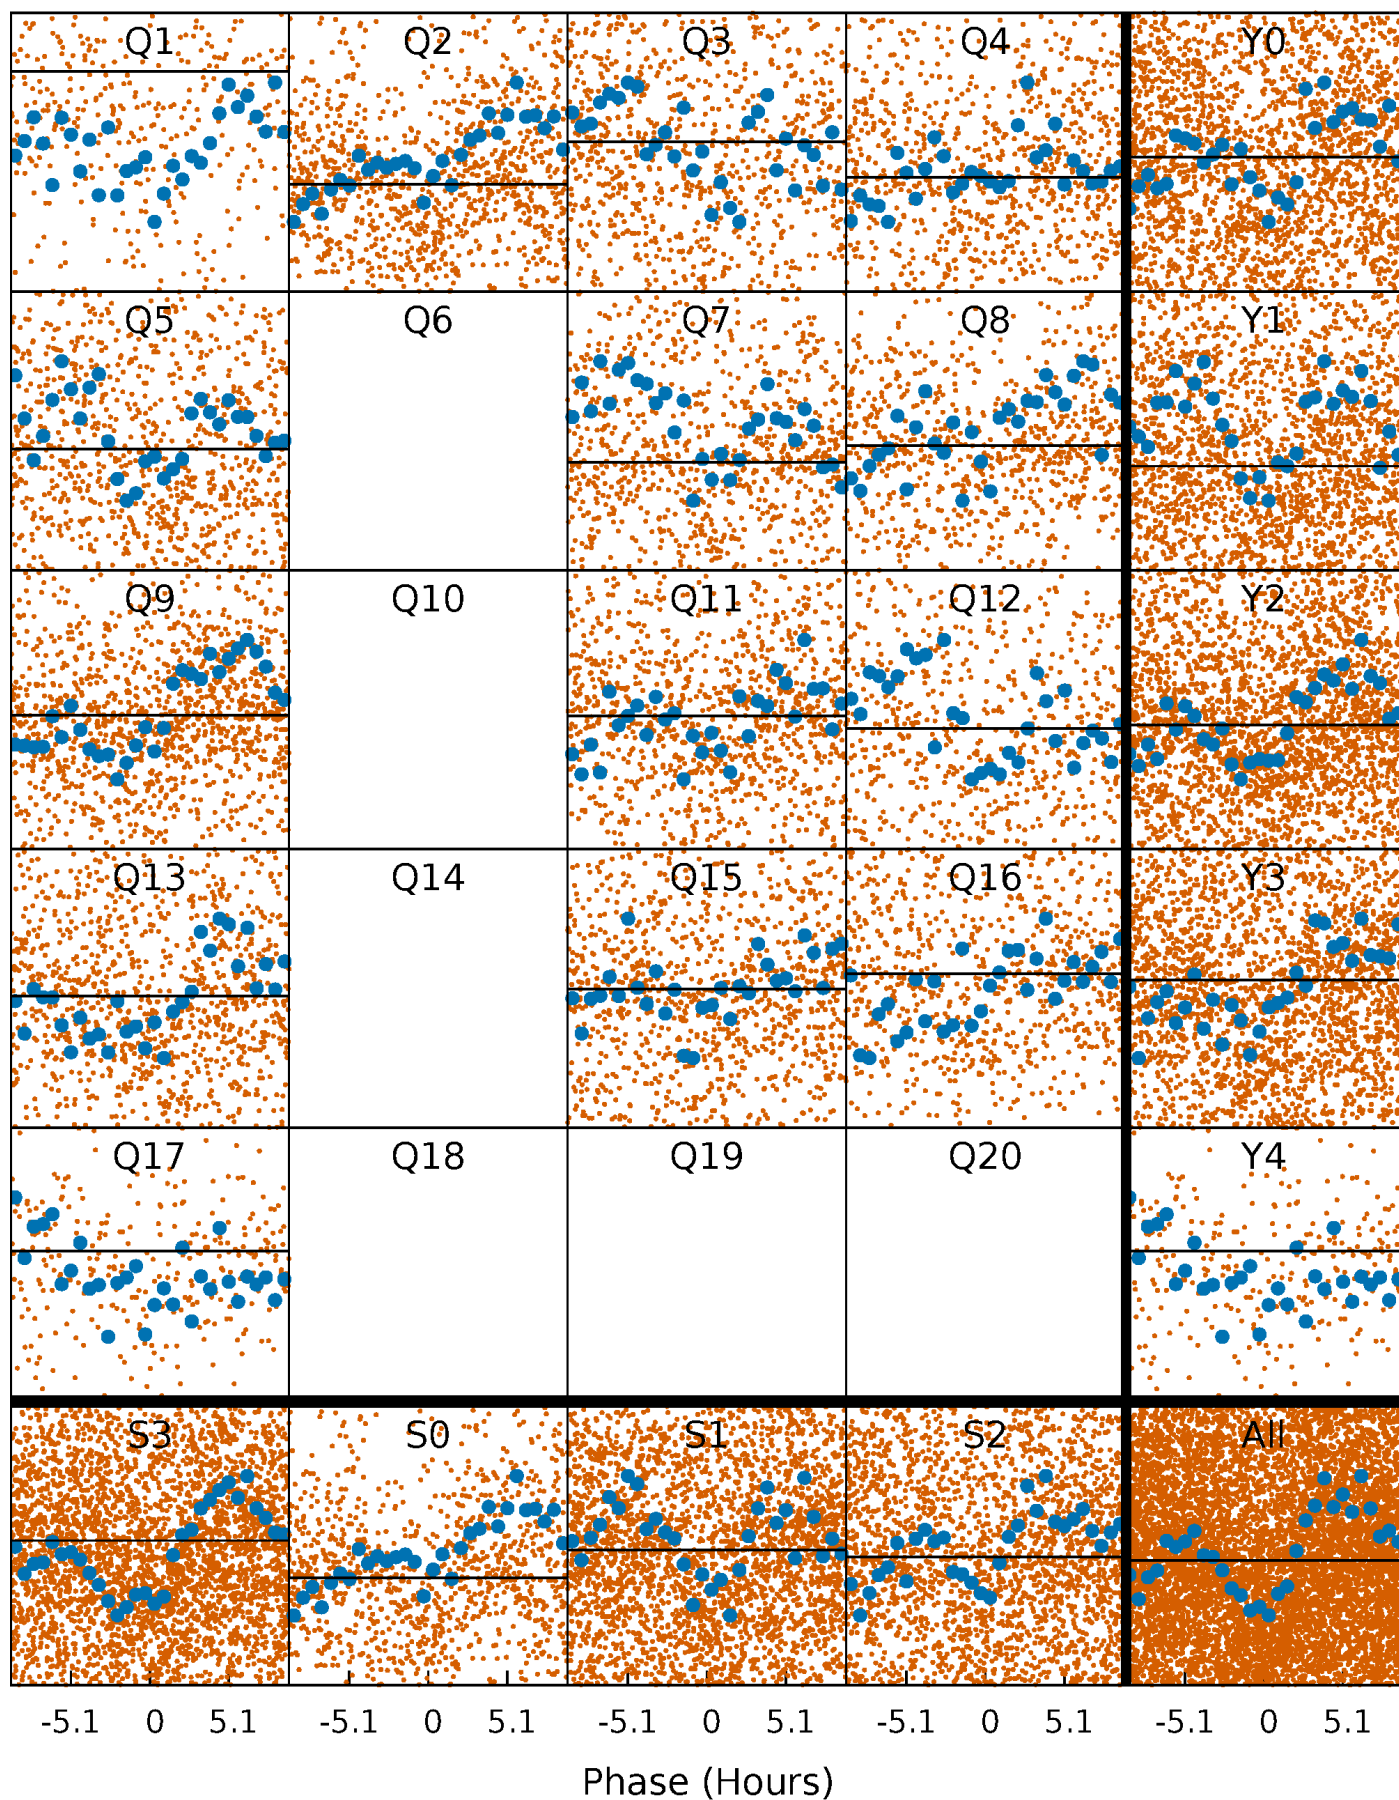 Q1 Q2 Q3 Q4 Y0
Q5 Q6 Q7 Q8 Y1
Q9 Q10 Q11 Q12 Y2
Q13 Q14 Q15 Q16 Y3
Q17 Q18 Q19 Q20 Y4
S3 S0 S1 S2 All
-5.1 0 5.1 -5.1 0 5.1 -5.1 0 5.1 -5.1 0 5.1 -5.1 0 5.1
Phase (Hours)